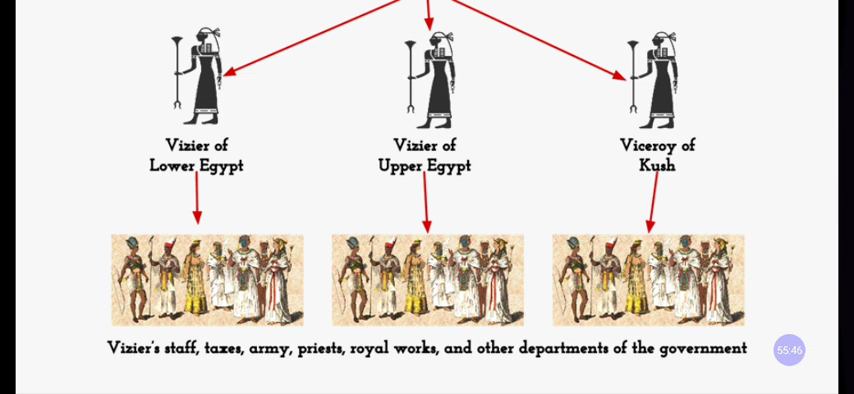 Vizier of
Lower Egypt
Vizier of
Upper Egypt
Viceroy of
Kush
Vizier's staff, taxes, army, priests, royal works, and other departments of the government
55:46